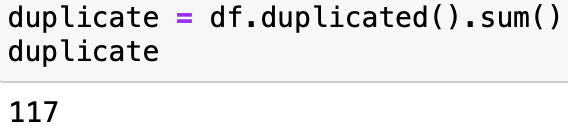 duplicate = df.duplicated().sum()
duplicate
117